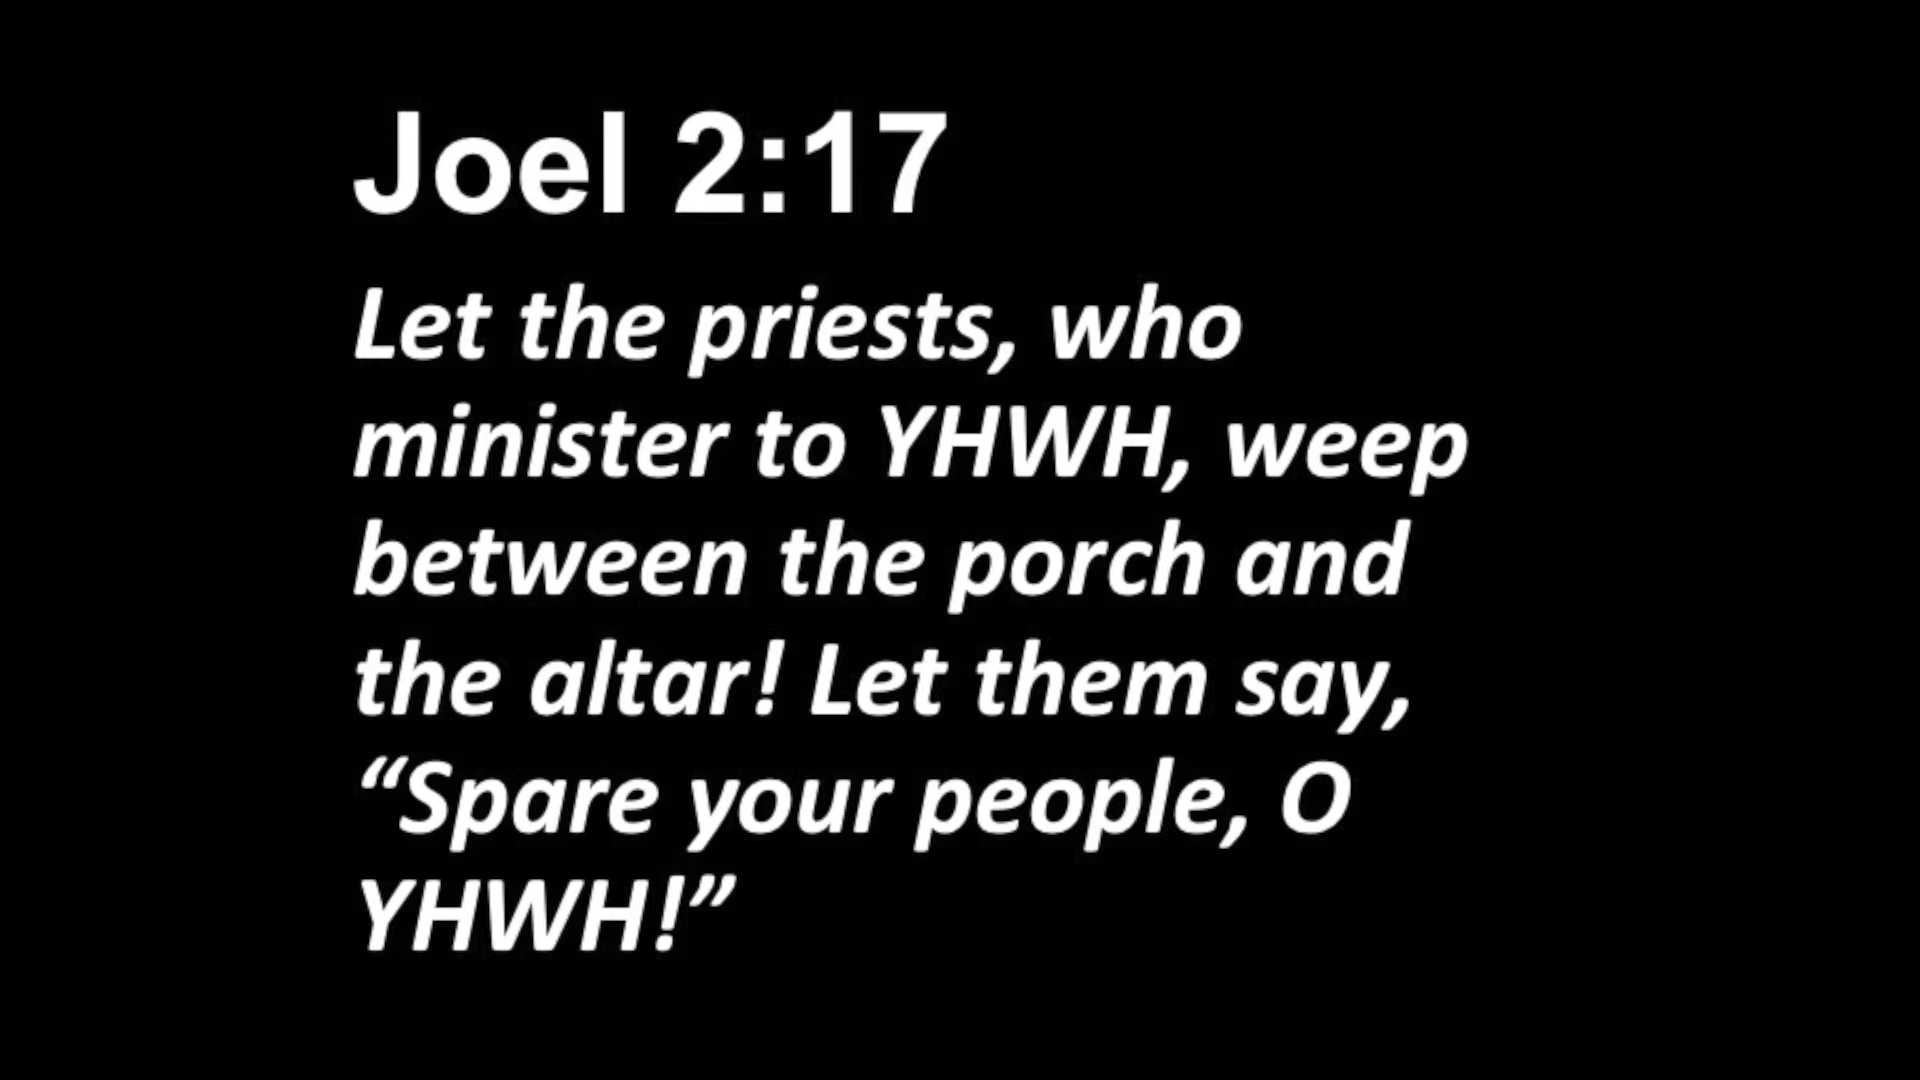 Joel 2:17
Let the priests, who
minister to YHWH, weep
between the porch and
the altar! Let them say,
“Spare your people, O
YHWH!”